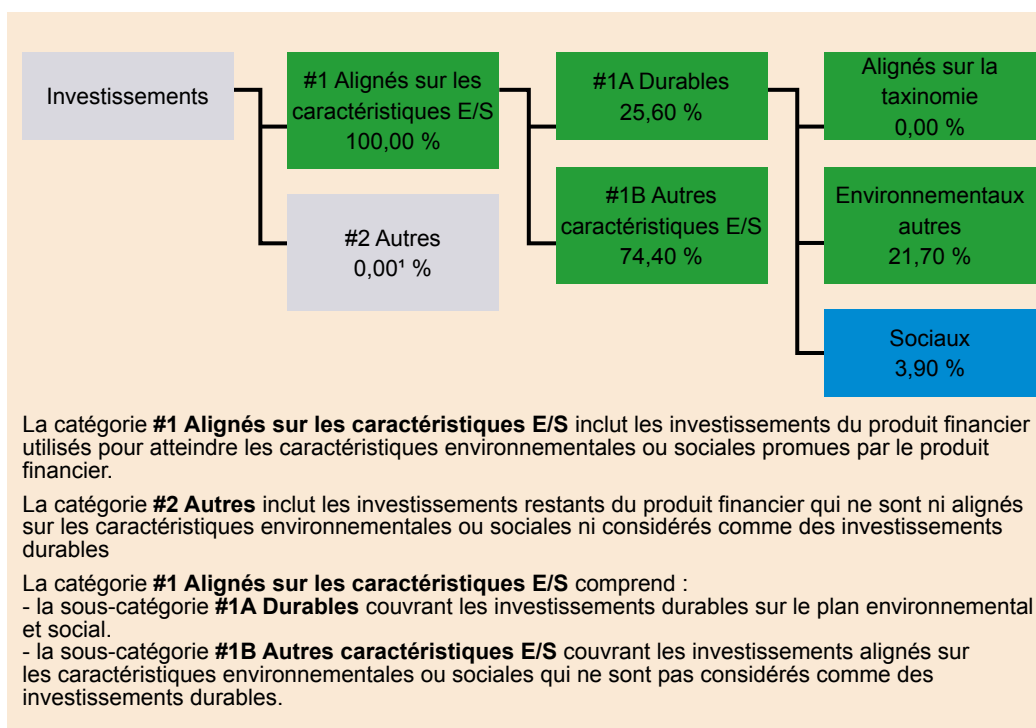 Investissements
#1 Alignés sur les
caractéristiques E/S
100,00 %
#2 Autres
0,00¹ %
#1A Durables
25,60 %
#1B Autres
caractéristiques E/S
74,40 %
Alignés sur la
taxinomie
0,00 %
Environnementaux
autres
21,70 %
Sociaux
3,90 %
La catégorie #1 Alignés sur les caractéristiques E/S inclut les investissements du produit financier
utilisés pour atteindre les caractéristiques environnementales ou sociales promues par le produit
financier.
La catégorie #2 Autres inclut les investissements restants du produit financier qui ne sont ni alignés
sur les caractéristiques environnementales ou sociales ni considérés comme des investissements
durables
La catégorie #1 Alignés sur les caractéristiques E/S comprend :
- la sous-catégorie #1A Durables couvrant les investissements durables sur le plan environnemental
et social.
- la sous-catégorie #1B Autres caractéristiques E/S couvrant les investissements alignés sur
les caractéristiques environnementales ou sociales qui ne sont pas considérés comme des
investissements durables.